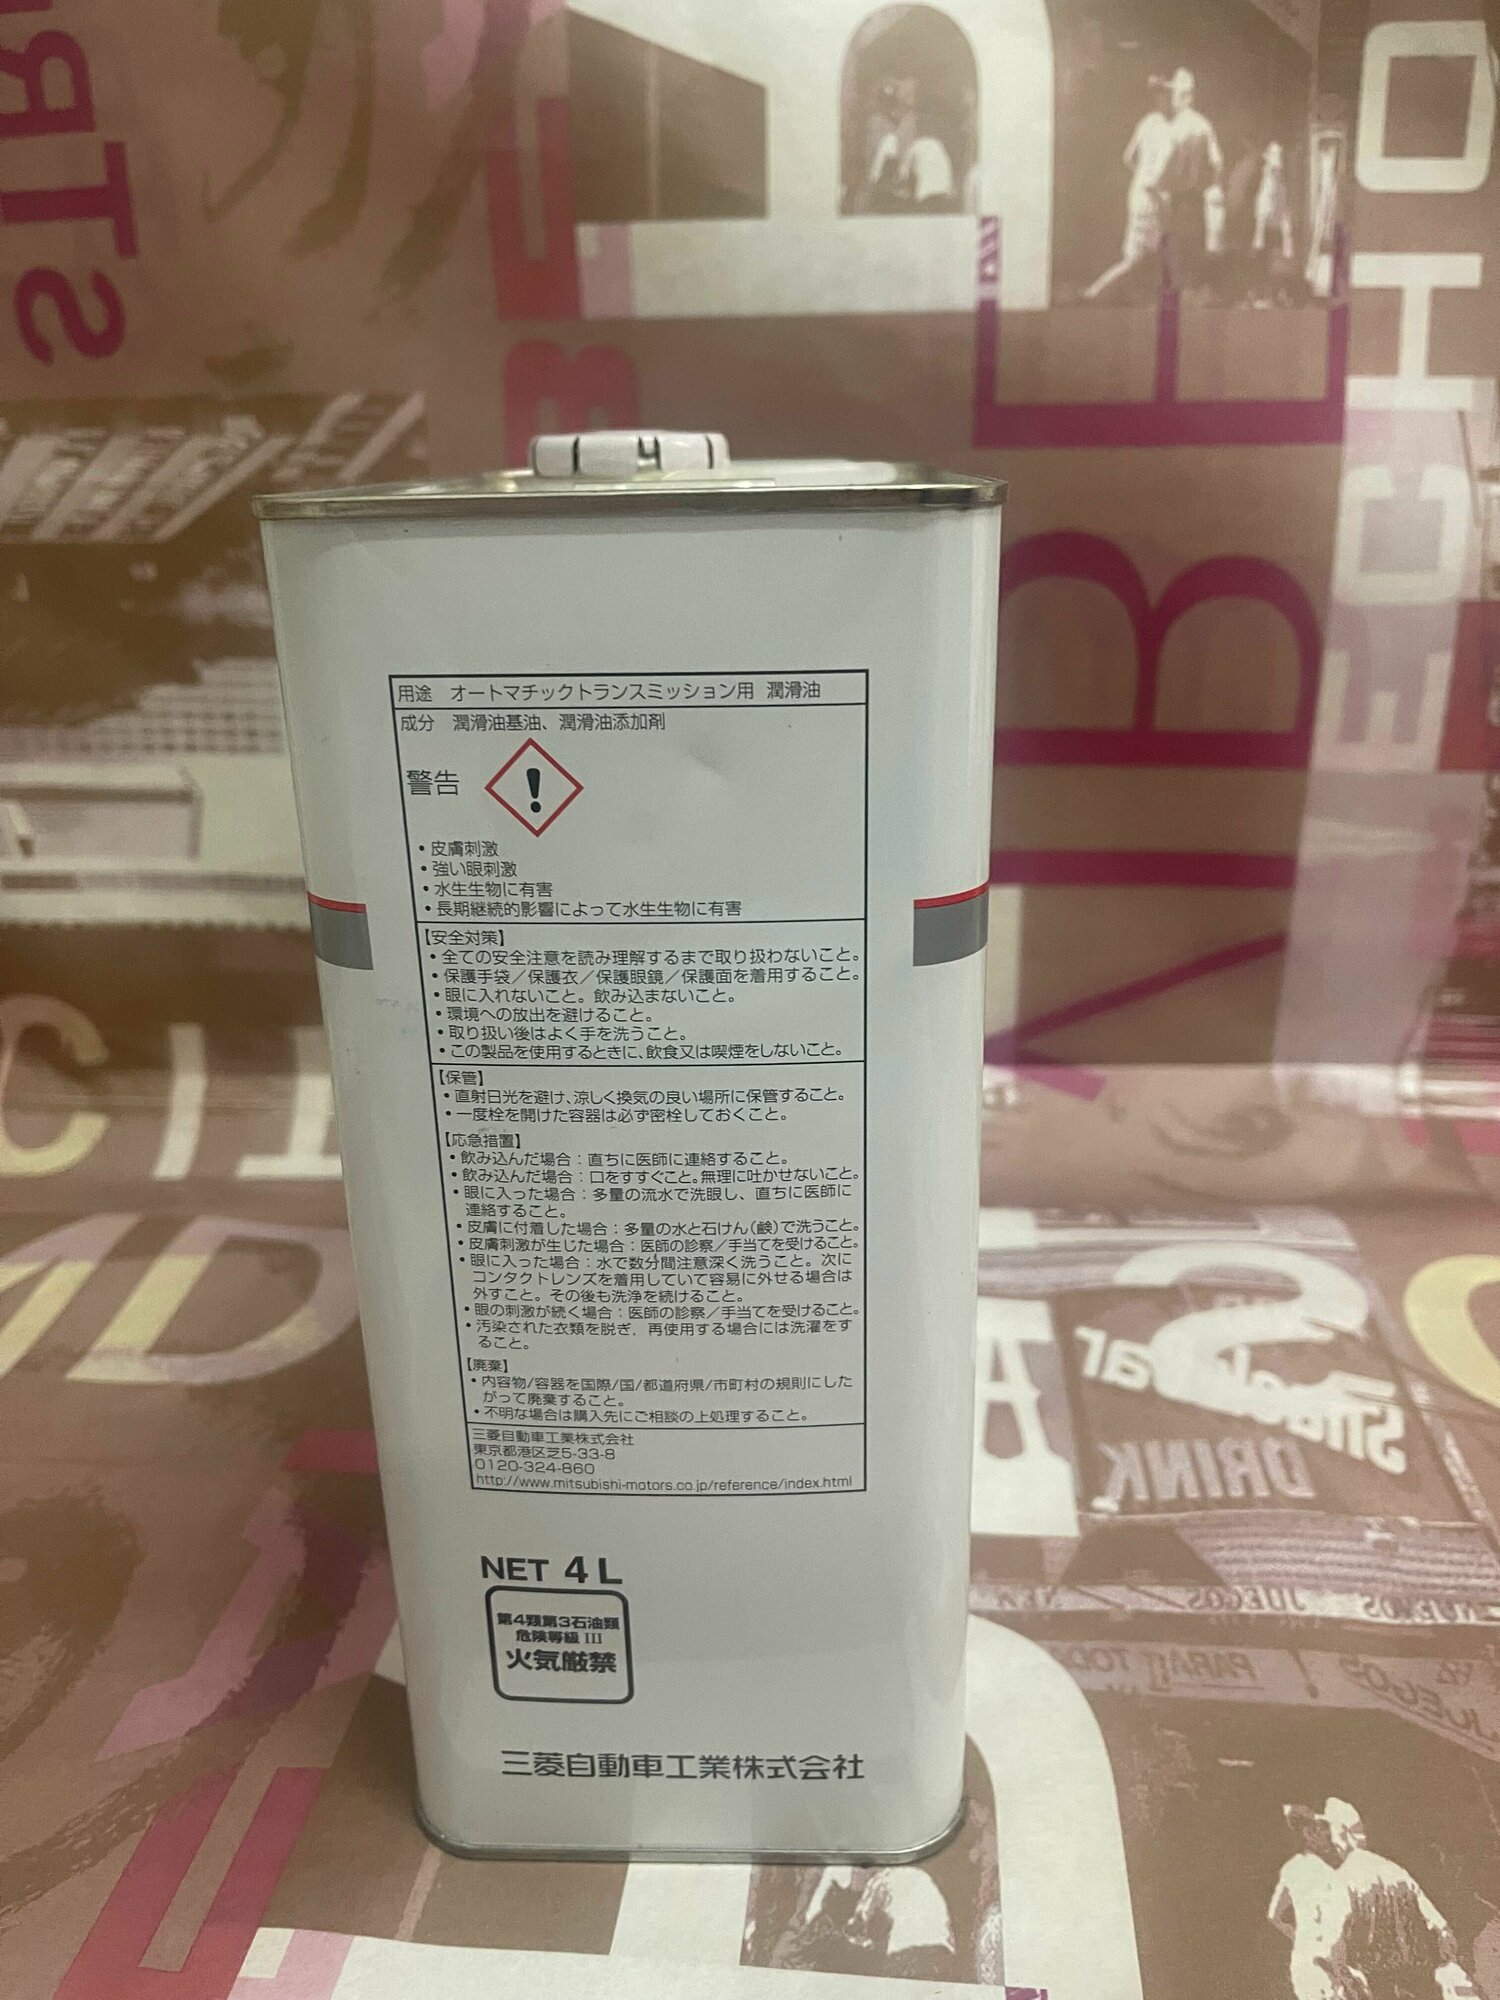 用途 オートマチックトランスミッション用 潤滑油
成分 潤滑油基油、潤滑油添加剤
警告
・皮膚刺激
・強い眼刺激
・水生生物に有害
・長期継続的影響によって水生生物に有害
【安全対策】
・全ての安全注意を読み理解するまで取り扱わないこと。
・保護手袋／保護衣／保護眼鏡／保護面を着用すること。
・眼に入れないこと。飲み込まないこと。
・環境への放出を避けること。
・取り扱い後はよく手を洗うこと。
・この製品を使用するときに、飲食又は喫煙をしないこと。
【保管】
・直射日光を避け、涼しく換気の良い場所に保管すること。
・一度栓を開けた容器は必ず密栓しておくこと。
【応急措置】
・飲み込んだ場合：直ちに医師に連絡すること。
・飲み込んだ場合：口をすすぐこと。無理に吐かせないこと。
・眼に入った場合：多量の流水で洗眼し、直ちに医師に
連絡すること。
・皮膚に付着した場合：多量の水と石けん(鹸)で洗うこと。
・皮膚刺激が生じた場合：医師の診察／手当てを受けること。
・眼に入った場合：水で数分間注意深く洗うこと。次に
コンタクトレンズを着用していて容易に外せる場合は
外すこと。その後も洗浄を続けること。
・眼の刺激が続く場合：医師の診察／手当てを受けること。
・汚染された衣類を脱ぎ，再使用する場合には洗濯をす
ること。
【廃棄】
・内容物/容器を国際/国/都道府県/市町村の規則にした
がって廃棄すること。
・不明な場合は購入先にご相談の上処理すること。
三菱自動車工業株式会社
東京都港区芝5-33-8
0120-324-860
http://www.mitsubishi-motors.co.jp/reference/index.html
NET 4L
第4類第3石油類
危険等級 III
火気厳禁
三菱自動車工業株式会社
STR
OHCE
Snack bar
DRINK
JUEGOS
NUEVOS
PARA TODOS